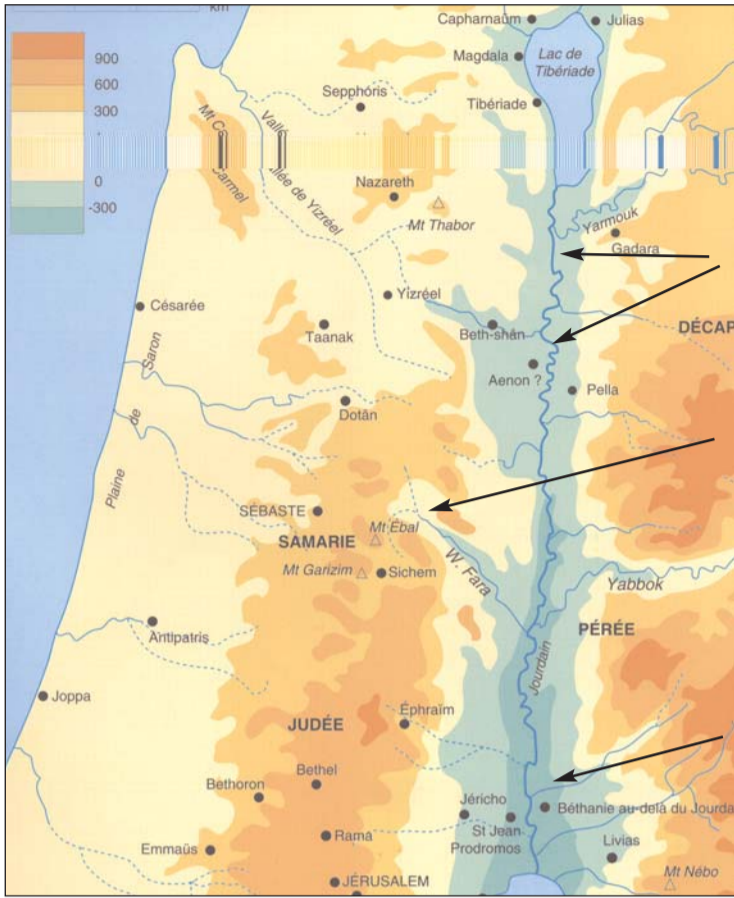 km
900
600
300
0
-300
Capharnaüm
Julias
Magdala
Lac de
Tibériade
Sepphóris
Tibériade
Mt C
Carmel
Vallé
llée de Yizréel
Nazareth
Mt Thabor
Yarmouk
Gadara
Césarée
Yizréel
Taanak
Beth-shân
DÉCAP
Aenon ?
Pella
Dotân
Plaine de Saron
SÉBASTE
Mt Ébal
SAMARIE
Mt Garizim
Sichem
W. Fara
Yabbok
Antipatris
PÉRÉE
Jourdain
Joppa
Éphraïm
JUDÉE
Bethel
Bethoron
Jéricho
Béthanie au-delà du Jourda
St Jean
Prodromos
Rama
Emmaüs
Livias
Mt Nébo
JÉRUSALEM